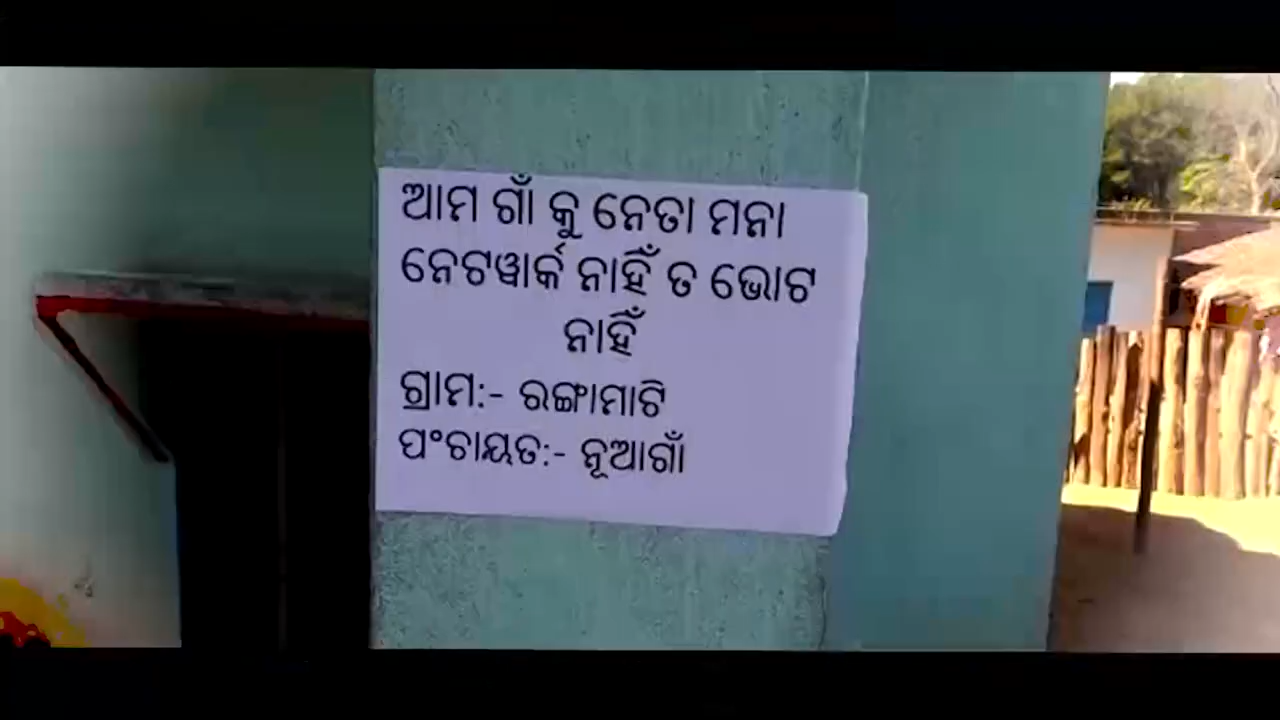 ଆମ ଗାଁ କୁ ନେତା ମନା
ନେଟୱାର୍କ ନାହିଁ ତ ଭୋଟ
ନାହିଁ
ଗ୍ରାମ:- ରଙ୍ଗାମାଟି
ପଂଚାୟତ:- ନୂଆଗାଁ